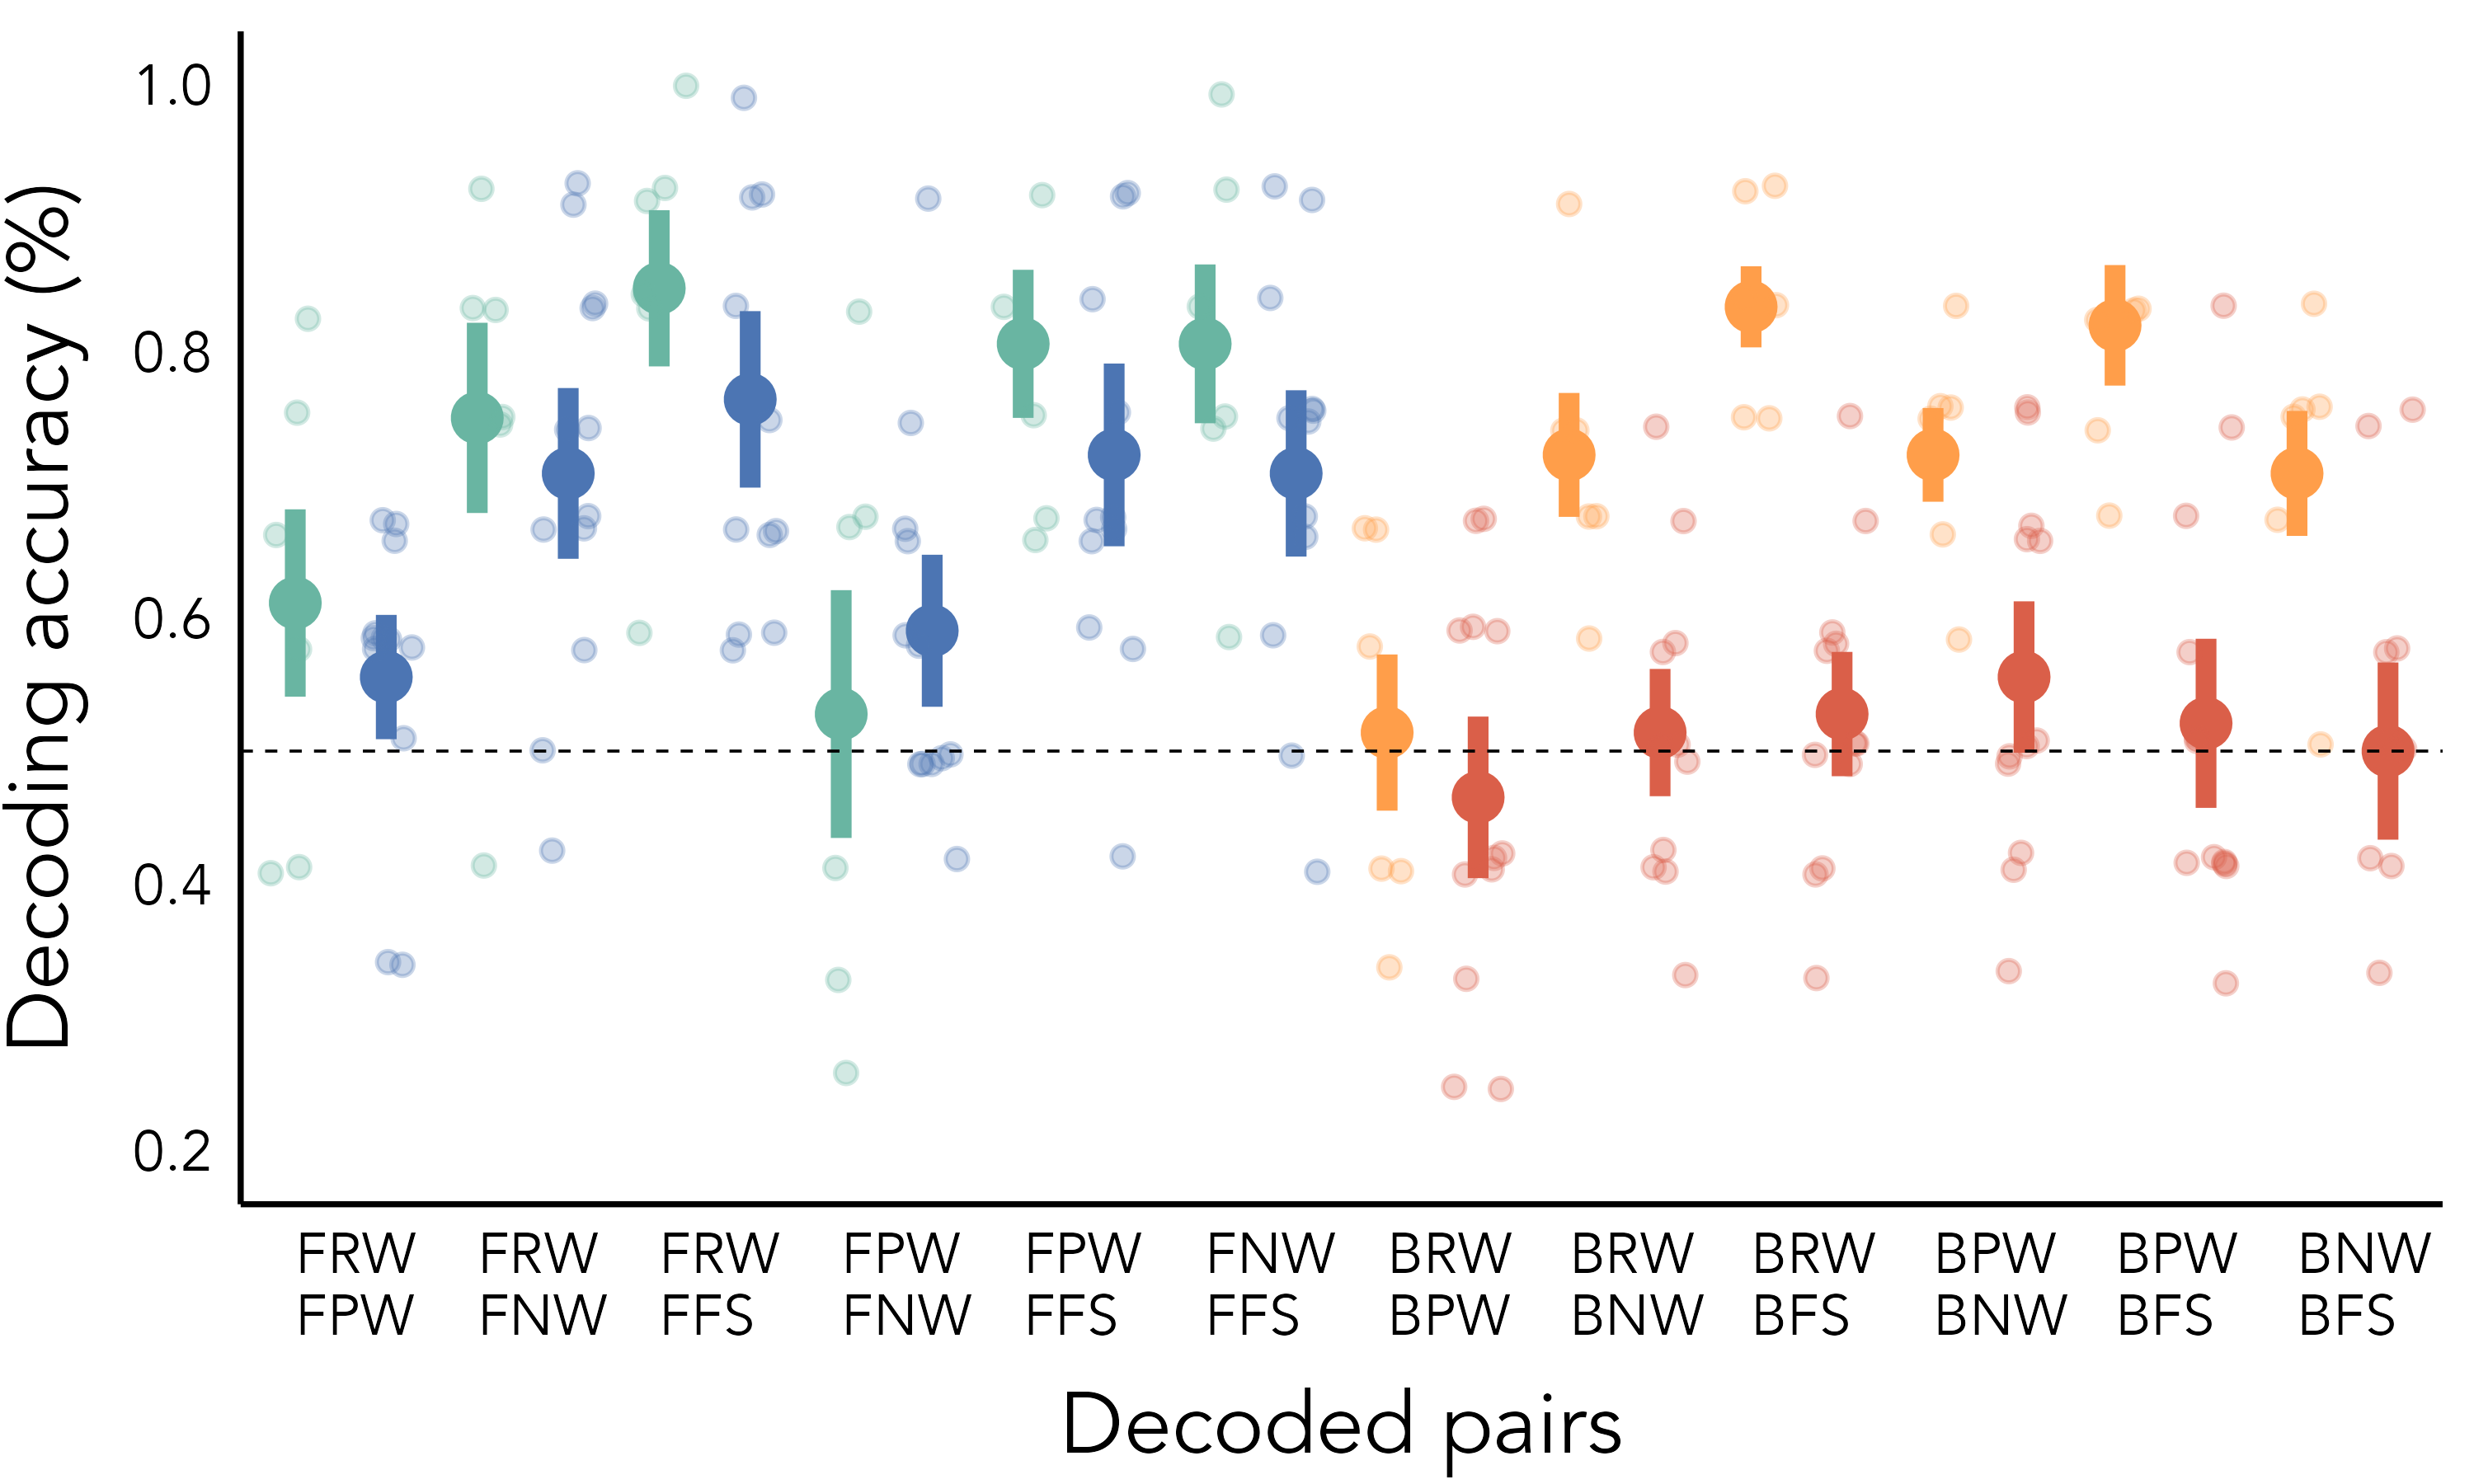 Decoding accuracy (%)
1.0
0.8
0.6
0.4
0.2
FRW FRW FRW FPW FPW FNW BRW BRW BRW BPW BPW BNW
FPW FNW FFS FNW FFS FFS BPW BNW BFS BNW BFS BFS
Decoded pairs